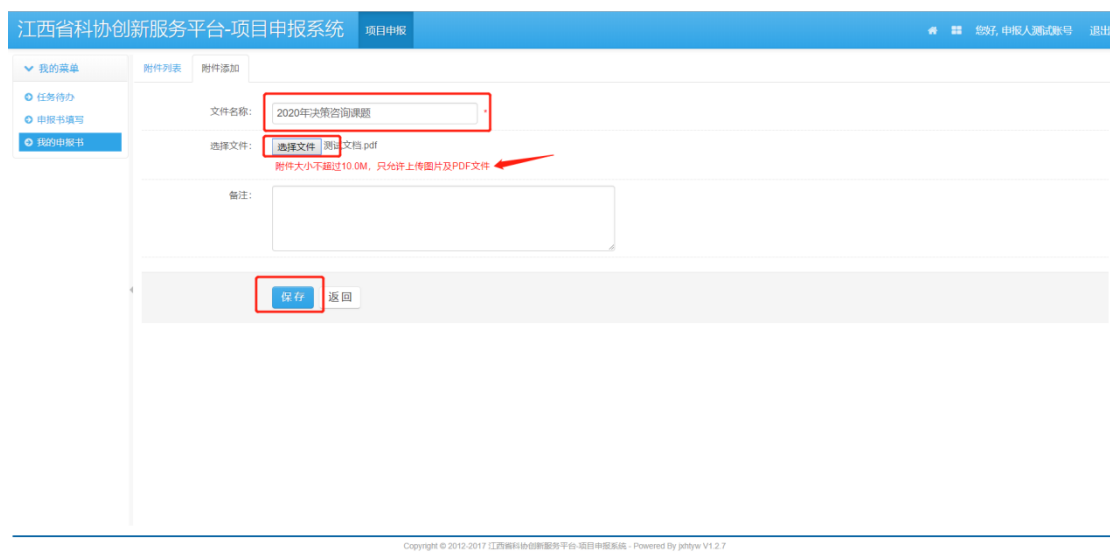 江西省科协创新服务平台-项目申报系统 项目申报 您好, 申报人测试账号 退出
我的菜单 附件列表 附件添加
任务待办
申报书填写
我的申报书
文件名称: 2020年决策咨询课题 *
选择文件: 选择文件 测试文档.pdf
附件大小不超过10.0M，只允许上传图片及PDF文件
备注:
保存 返回
Copyright © 2012-2017 江西省科协创新服务平台-项目申报系统 - Powered By jxhtyw V1.2.7